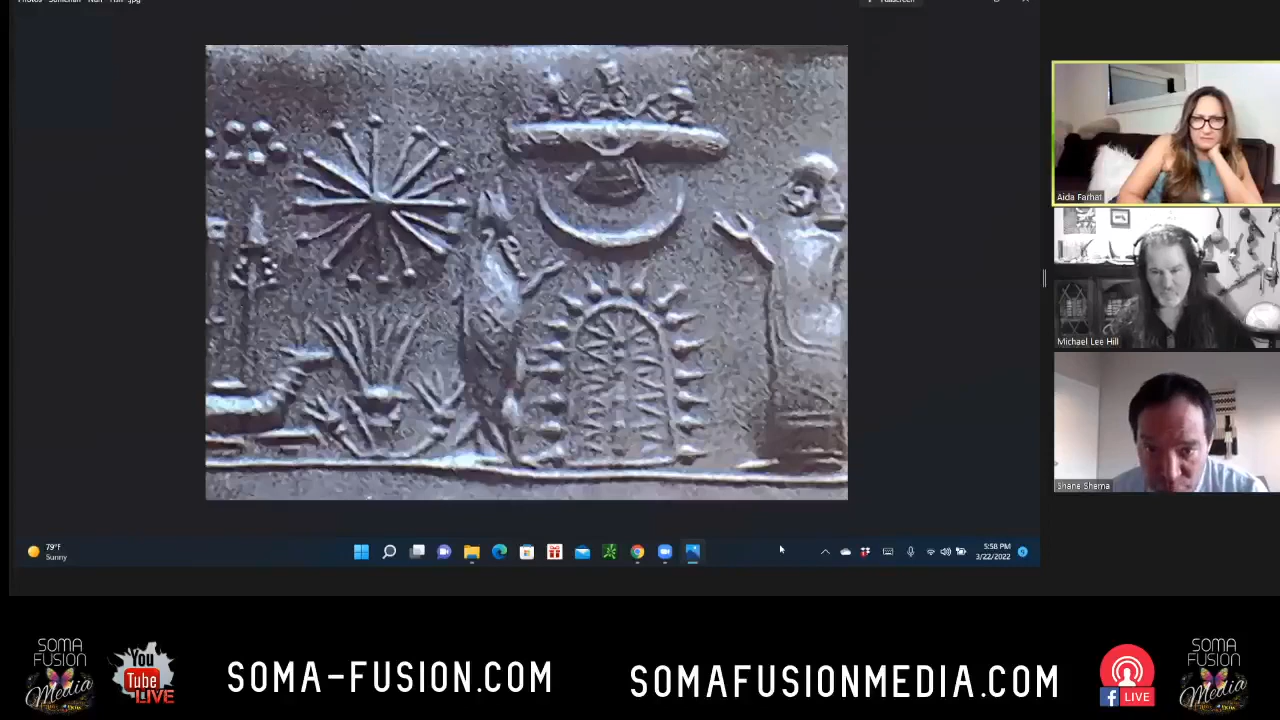 Aida Farhat
Michael Lee Hill
Shane Shema
79°F
Sunny
5:58 PM
3/22/2022
SOMA
FUSION
Media
You
Tube
LIVE
SOMA-FUSION.COM
SOMAFUSIONMEDIA.COM
f LIVE
SOMA
FUSION
Media